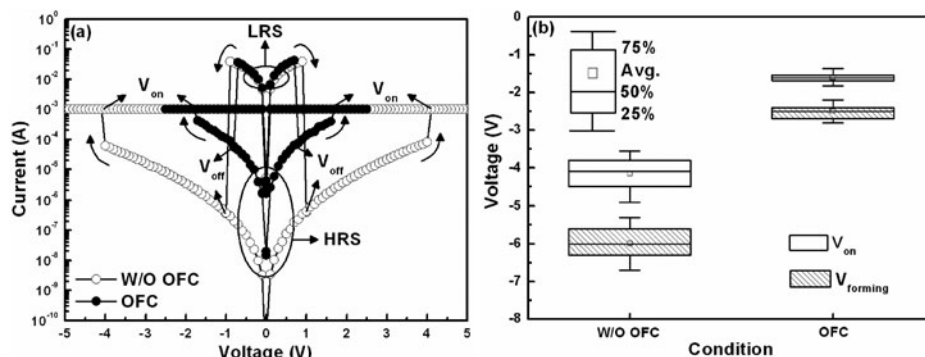 (a)
LRS
V_on
V_on
V_off
V_off
HRS
W/O OFC
OFC
Current (A)
10^0
10^-1
10^-2
10^-3
10^-4
10^-5
10^-6
10^-7
10^-8
10^-9
10^-10
-5 -4 -3 -2 -1 0 1 2 3 4 5
Voltage (V)
(b)
75%
Avg.
50%
25%
V_on
V_forming
Voltage (V)
-0
-1
-2
-3
-4
-5
-6
-7
-8
W/O OFC OFC
Condition